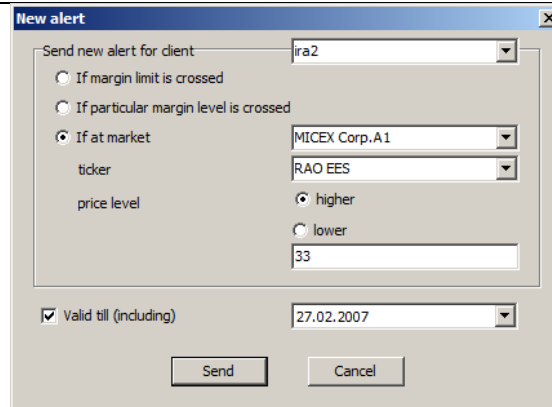 New alert
Send new alert for client ira2
If margin limit is crossed
If particular margin level is crossed
If at market MICEX Corp.A1
ticker RAO EES
price level higher
lower
33
Valid till (including) 27.02.2007
Send Cancel